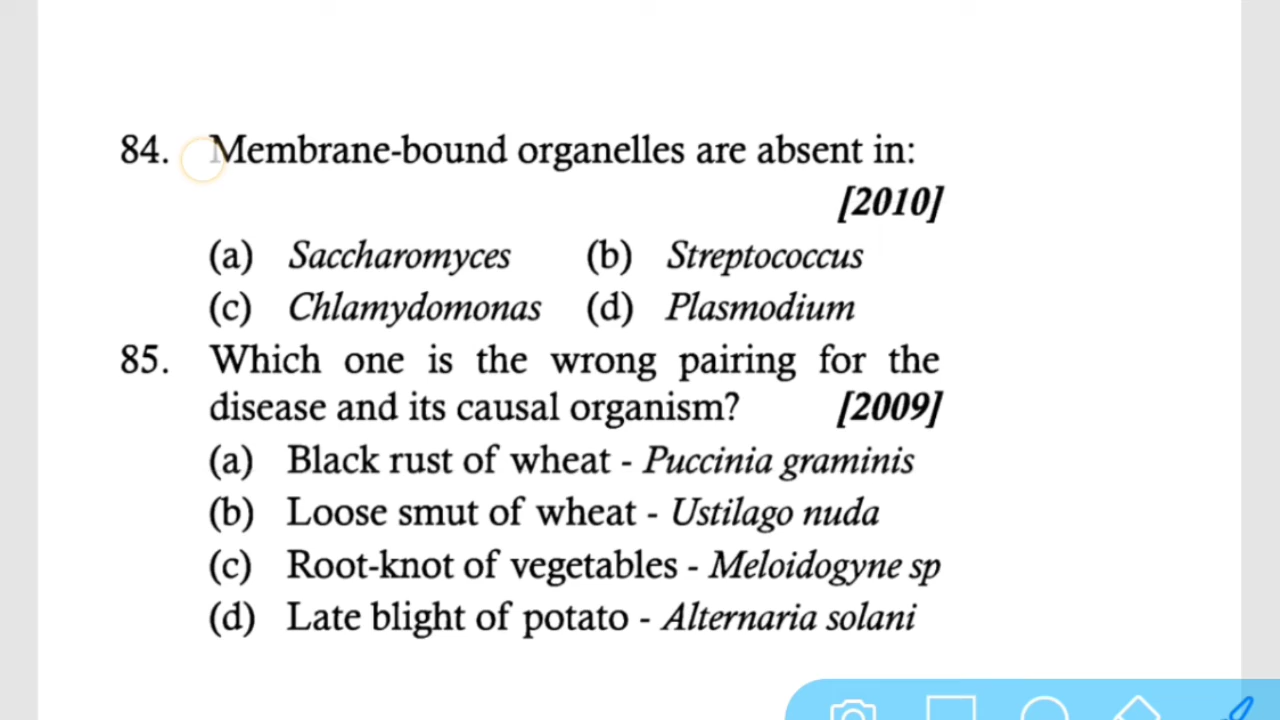 84. Membrane-bound organelles are absent in:
[2010]
(a) Saccharomyces (b) Streptococcus
(c) Chlamydomonas (d) Plasmodium
85. Which one is the wrong pairing for the
disease and its causal organism? [2009]
(a) Black rust of wheat - Puccinia graminis
(b) Loose smut of wheat - Ustilago nuda
(c) Root-knot of vegetables - Meloidogyne sp
(d) Late blight of potato - Alternaria solani